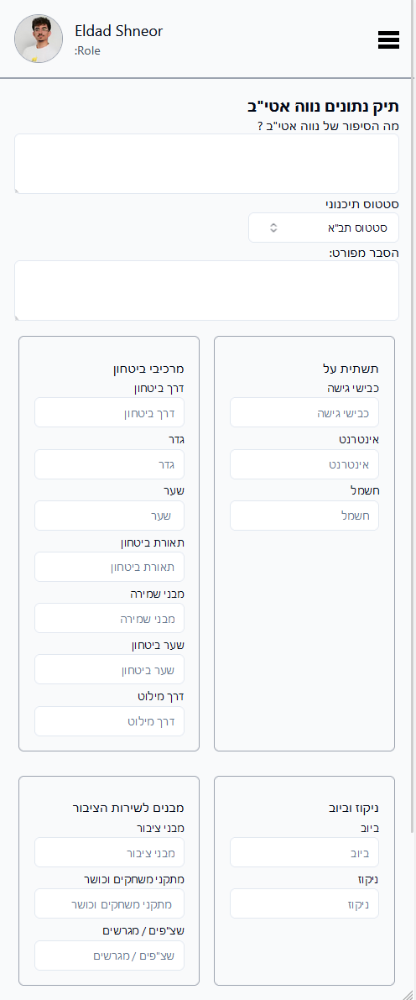 Eldad Shneor
:Role
תיק נתונים נווה אטי"ב
מה הסיפור של נווה אטי"ב ?
סטטוס תיכנוני
סטטוס תב"א
הסבר מפורט:
תשתית על
כבישי גישה
כבישי גישה
אינטרנט
אינטרנט
חשמל
חשמל
מרכיבי ביטחון
דרך ביטחון
דרך ביטחון
גדר
גדר
שער
שער
תאורת ביטחון
תאורת ביטחון
מבני שמירה
מבני שמירה
שער ביטחון
שער ביטחון
דרך מילוט
דרך מילוט
ניקוז וביוב
ביוב
ביוב
ניקוז
ניקוז
מבנים לשירות הציבור
מבני ציבור
מבני ציבור
מתקני משחקים וכושר
מתקני משחקים וכושר
שצ"פים / מגרשים
שצ"פים / מגרשים